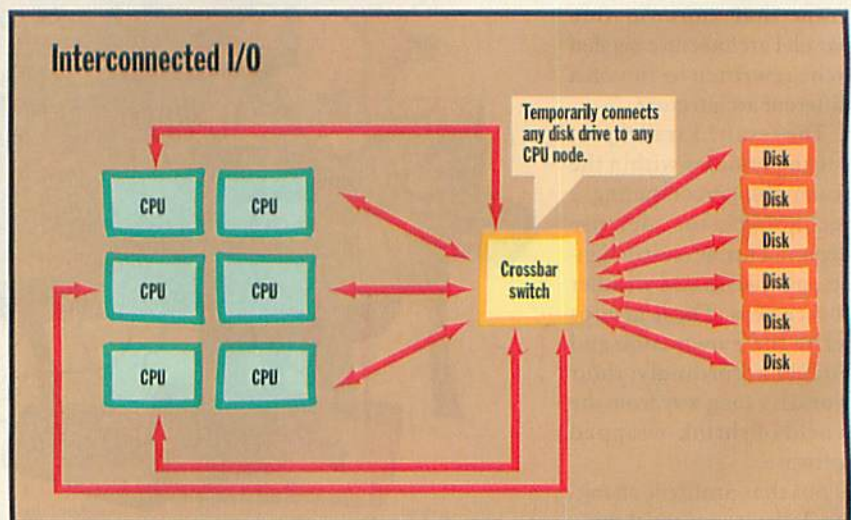 Interconnected I/O
Temporarily connects
any disk drive to any
CPU node.
CPU
CPU
CPU
CPU
CPU
CPU
Crossbar
switch
Disk
Disk
Disk
Disk
Disk
Disk